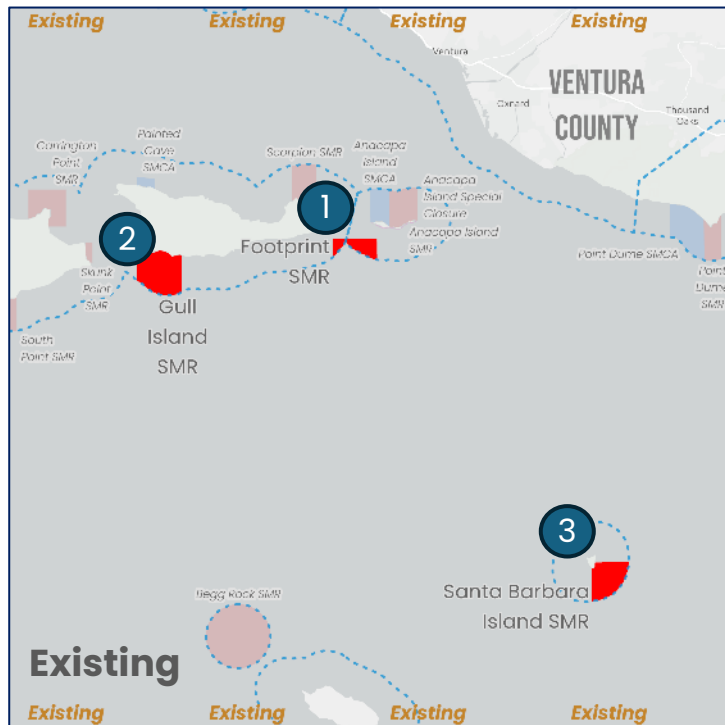 Existing Existing Existing Existing
Ventura
VENTURA
COUNTY
Oxnard
Thousand
Oaks
Carrington
Point
SMR
Painted
Cave
SMCA
Scorpion SMR
Anacapa
Island
SMCA
Anacapa
Island Special
Closure
Anacapa Island
SMR
1
Footprint
SMR
2
Gull
Island
SMR
Skunk
Point
SMR
South
Point SMR
Point Dume SMCA
Point
Dume
SMR
3
Santa Barbara
Island SMR
Begg Rock SMR
Existing
Existing Existing Existing Existing